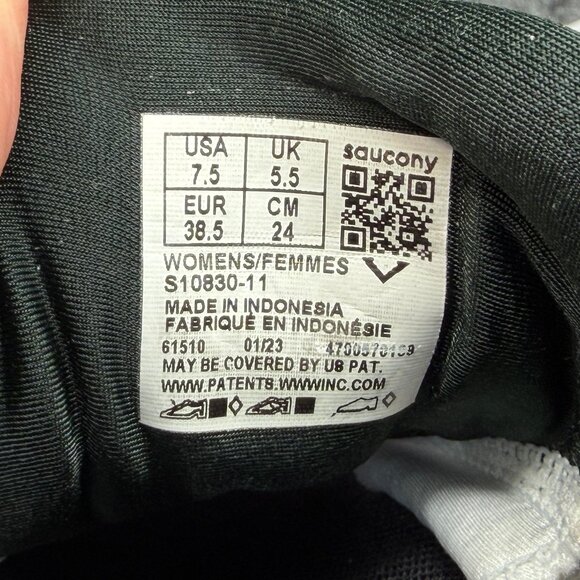 saucony
USA UK
7.5 5.5
EUR CM
38.5 24
WOMENS/FEMMES
S10830-11
MADE IN INDONESIA
FABRIQUÉ EN INDONÉSIE
61510 01/23
MAY BE COVERED BY US PAT.
WWW.PATENTS.WWWINC.COM